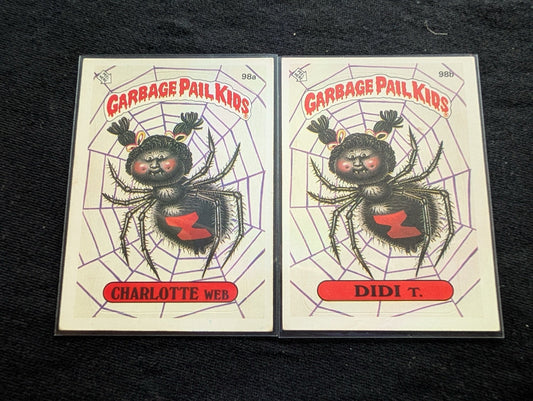 98a
GARBAGE PAIL KIDS
CHARLOTTE WEB
98b
GARBAGE PAIL KIDS
DIDI T.